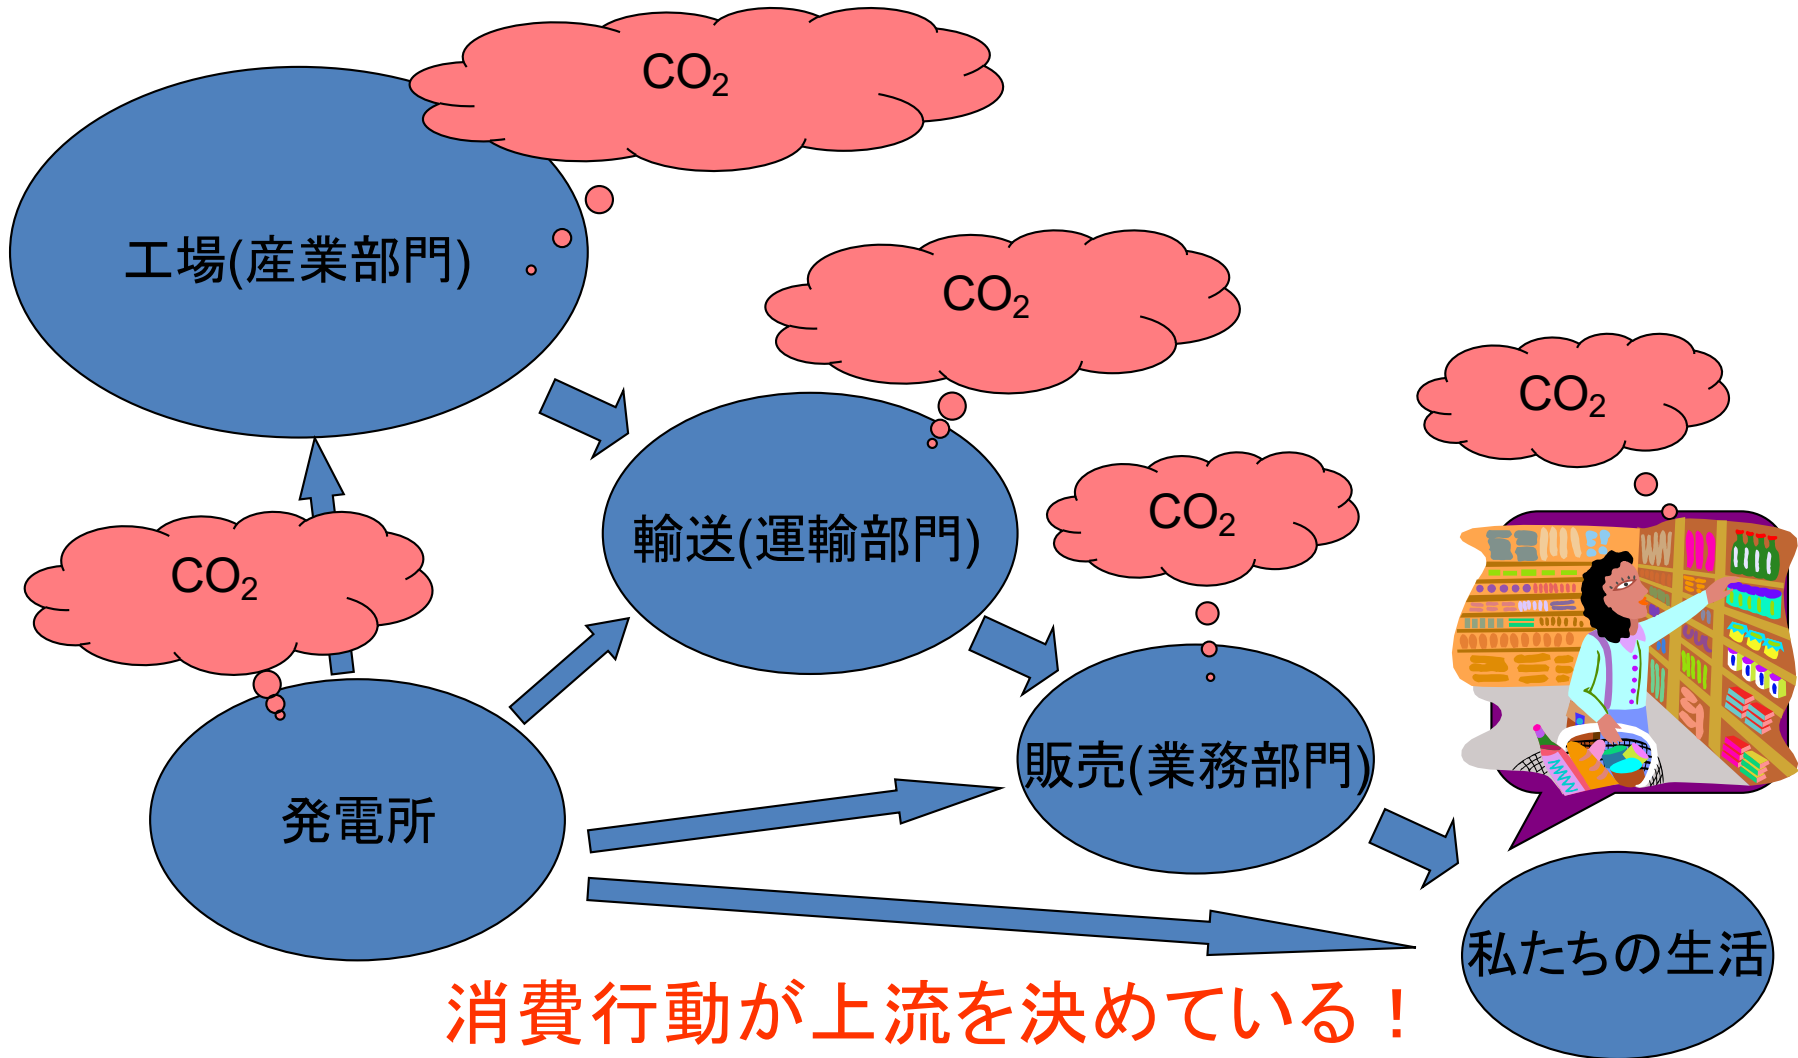 CO₂
工場(産業部門)
CO₂
CO₂
CO₂
輸送(運輸部門)
CO₂
販売(業務部門)
発電所
私たちの生活
消費行動が上流を決めている！